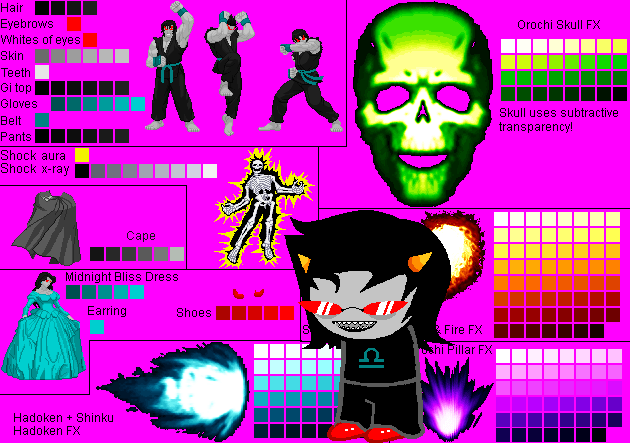 Hair
Eyebrows
Whites of eyes
Skin
Teeth
Gi top
Gloves
Belt
Pants
Orochi Skull FX
Skull uses subtractive
transparency!
Shock aura
Shock x-ray
Cape
Midnight Bliss Dress
Earring
Shoes
& Fire FX
Pillar FX
Hadoken + Shinku
Hadoken FX